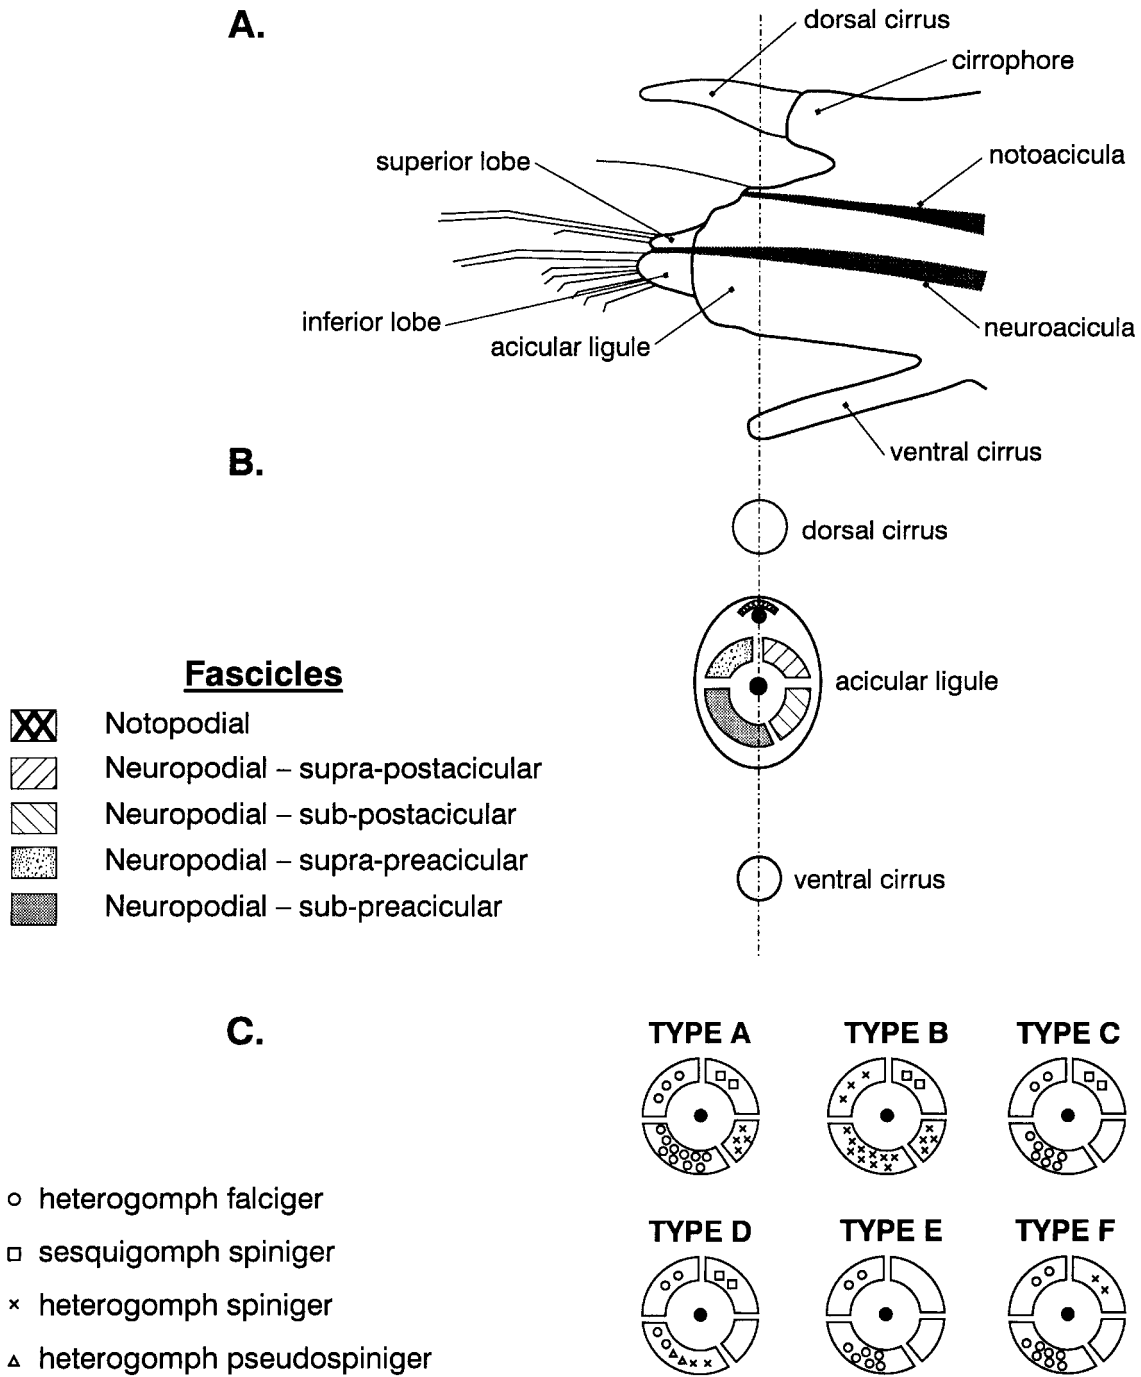 A.
dorsal cirrus
cirrophore
superior lobe
notoacicula
inferior lobe
acicular ligule
neuroacicula
ventral cirrus
B.
dorsal cirrus
acicular ligule
ventral cirrus
Fascicles
Notopodial
Neuropodial – supra-postacicular
Neuropodial – sub-postacicular
Neuropodial – supra-preacicular
Neuropodial – sub-preacicular
C.
TYPE A TYPE B TYPE C
TYPE D TYPE E TYPE F
heterogomph falciger
sesquigomph spiniger
heterogomph spiniger
heterogomph pseudospiniger